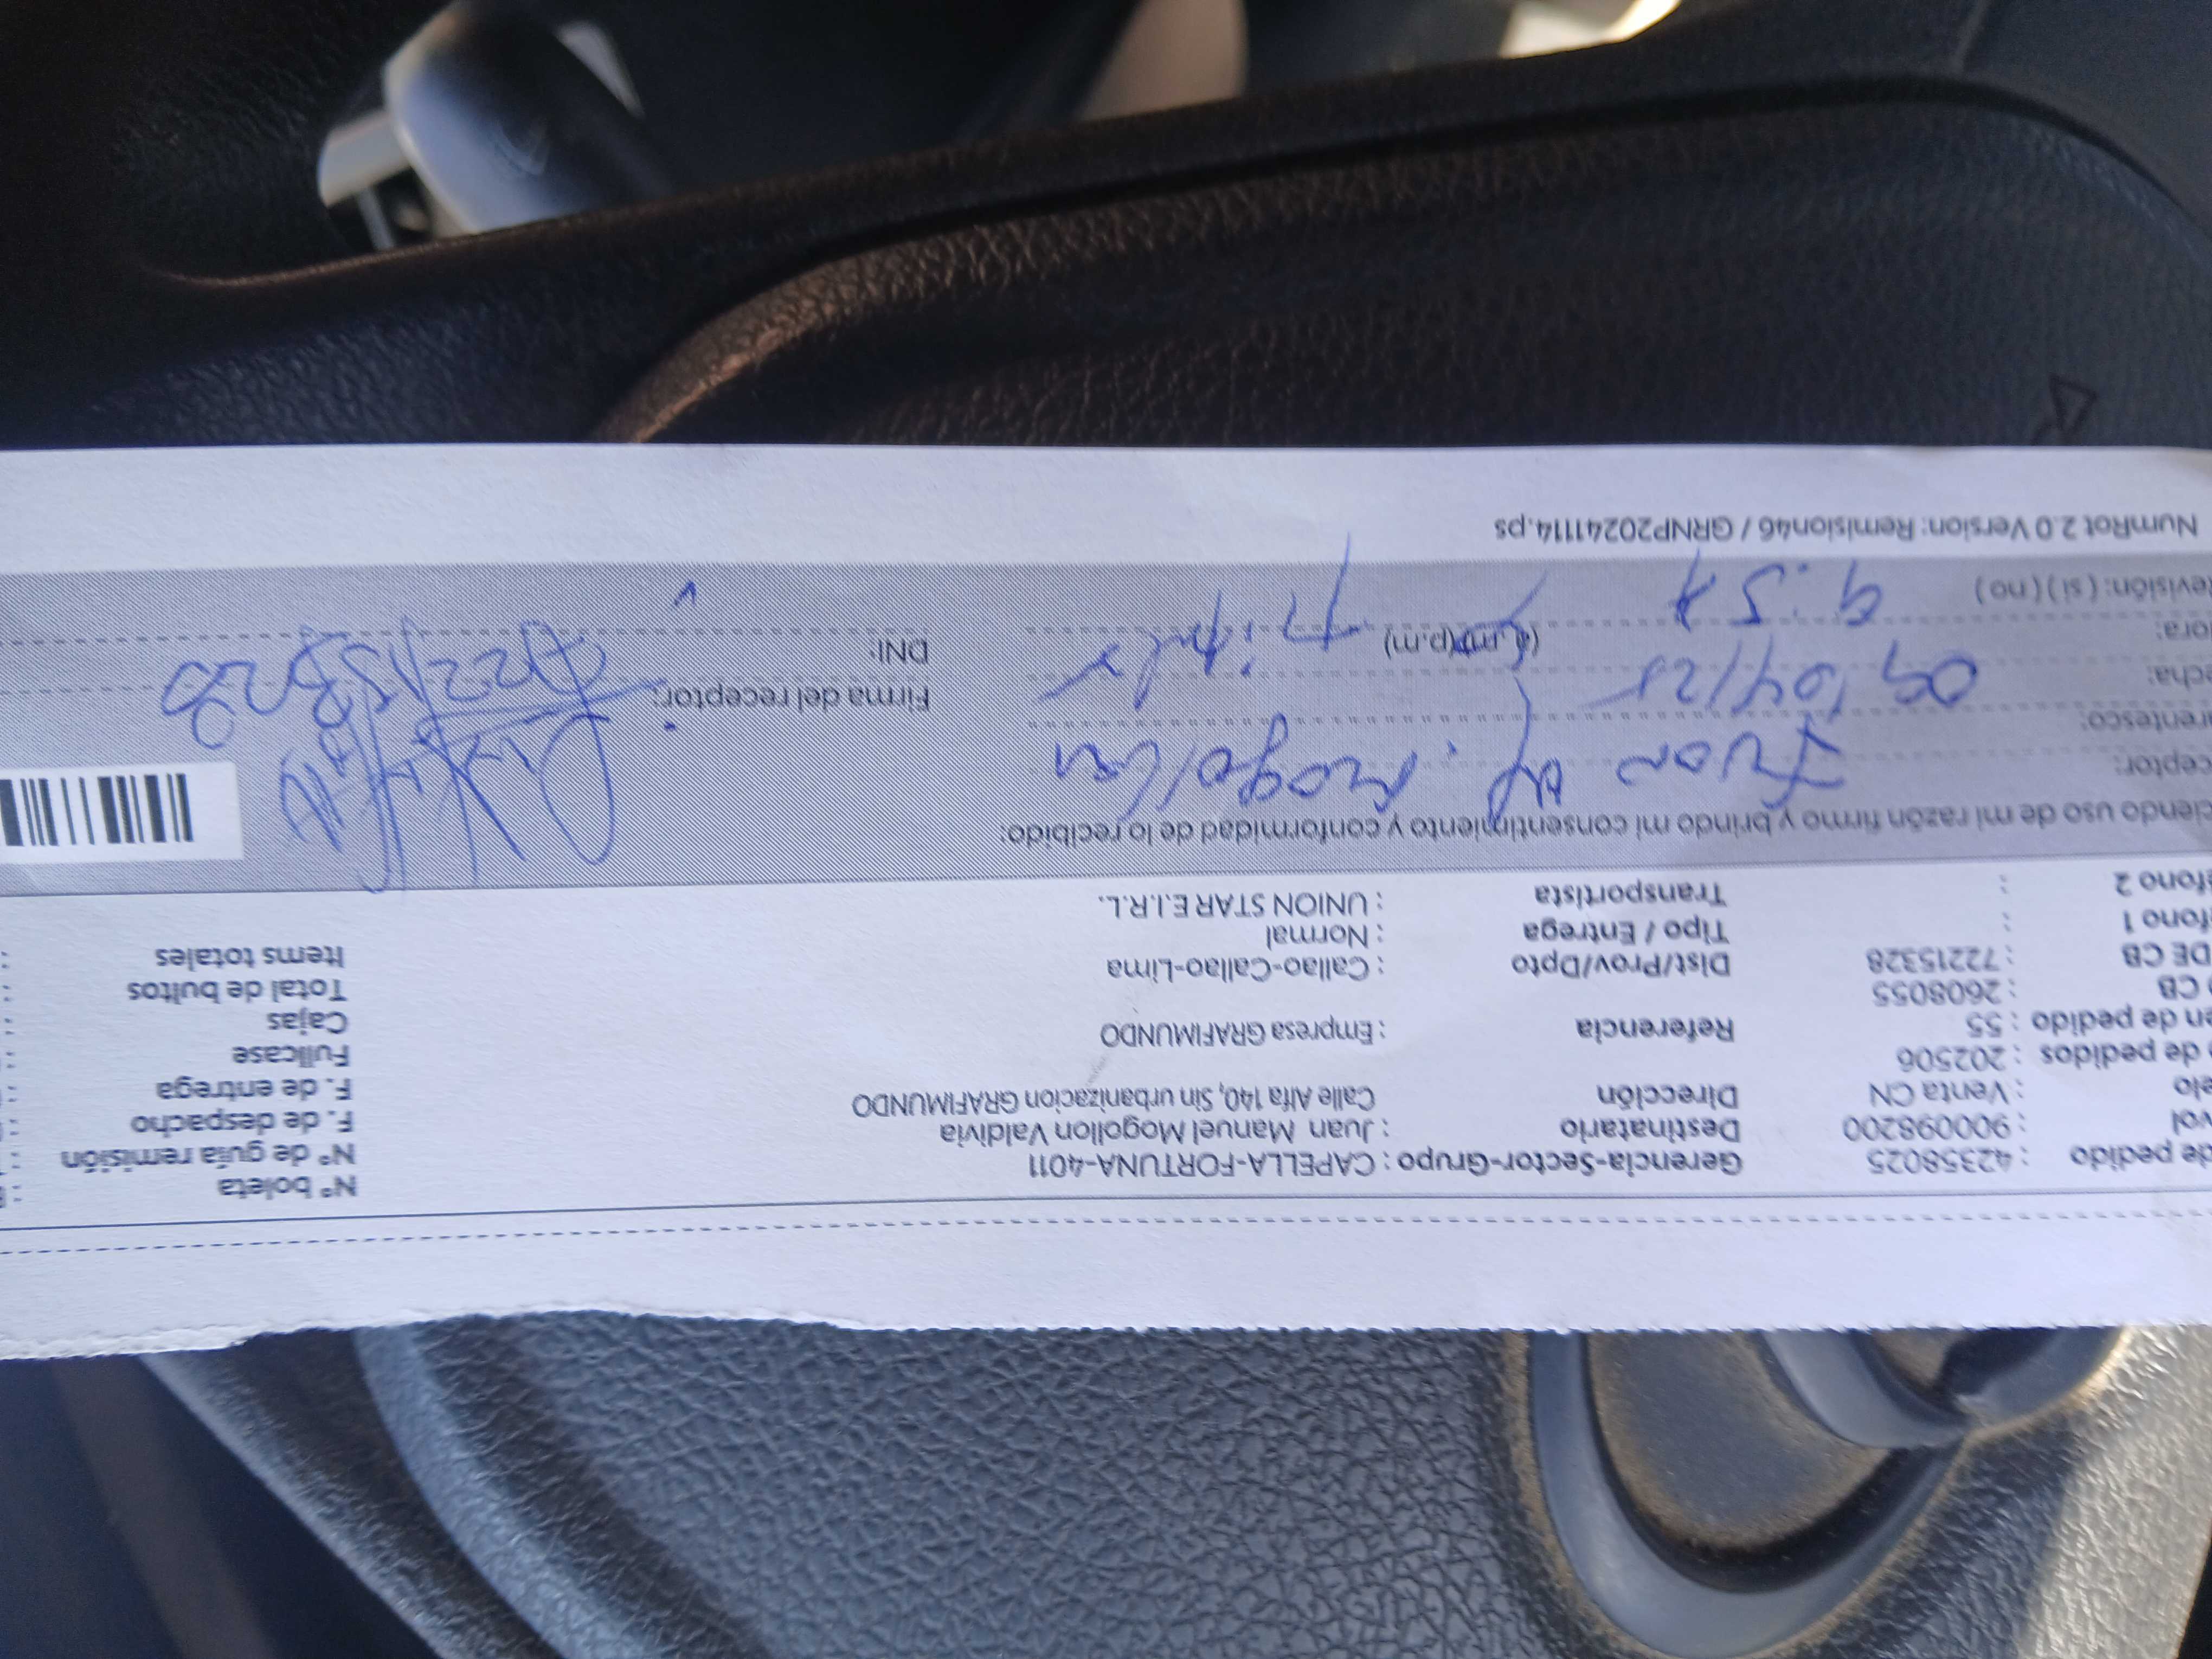 de pedido : 42358025 Gerencia-Sector-Grupo : CAPELLA-FORTUNA-4011 N° boleta :
vol : 900098200 Destinatario : Juan Manuel Mogollon Valdivia N° de guía remisión :
elo : Venta CN Dirección Calle Alfa 140, Sin urbanizacion GRAFIMUNDO F. de despacho :
de pedidos : 202506 F. de entrega :
en de pedido : 55 Referencia : Empresa GRAFIMUNDO Fullcase :
CB : 2608055 Cajas :
DE CB : 72215328 Dist/Prov/Dpto : Callao-Callao-Lima Total de bultos :
fono 1 : Tipo / Entrega : Normal Items totales :
fono 2 : Transportista : UNION STAR E.I.R.L.
ciendo uso de mi razón firmo y brindo mi consentimiento y conformidad de lo recibido:
ceptor: Juan M. Mogollon
rentesco:
echa: 09/04/25 Firma del receptor:
ora: 9:57 (a.m) (p.m) Titular DNI: 72215328
evisión: ( si ) ( no )
NumRot 2.0 Version: Remision46 / GRNP20241114.ps